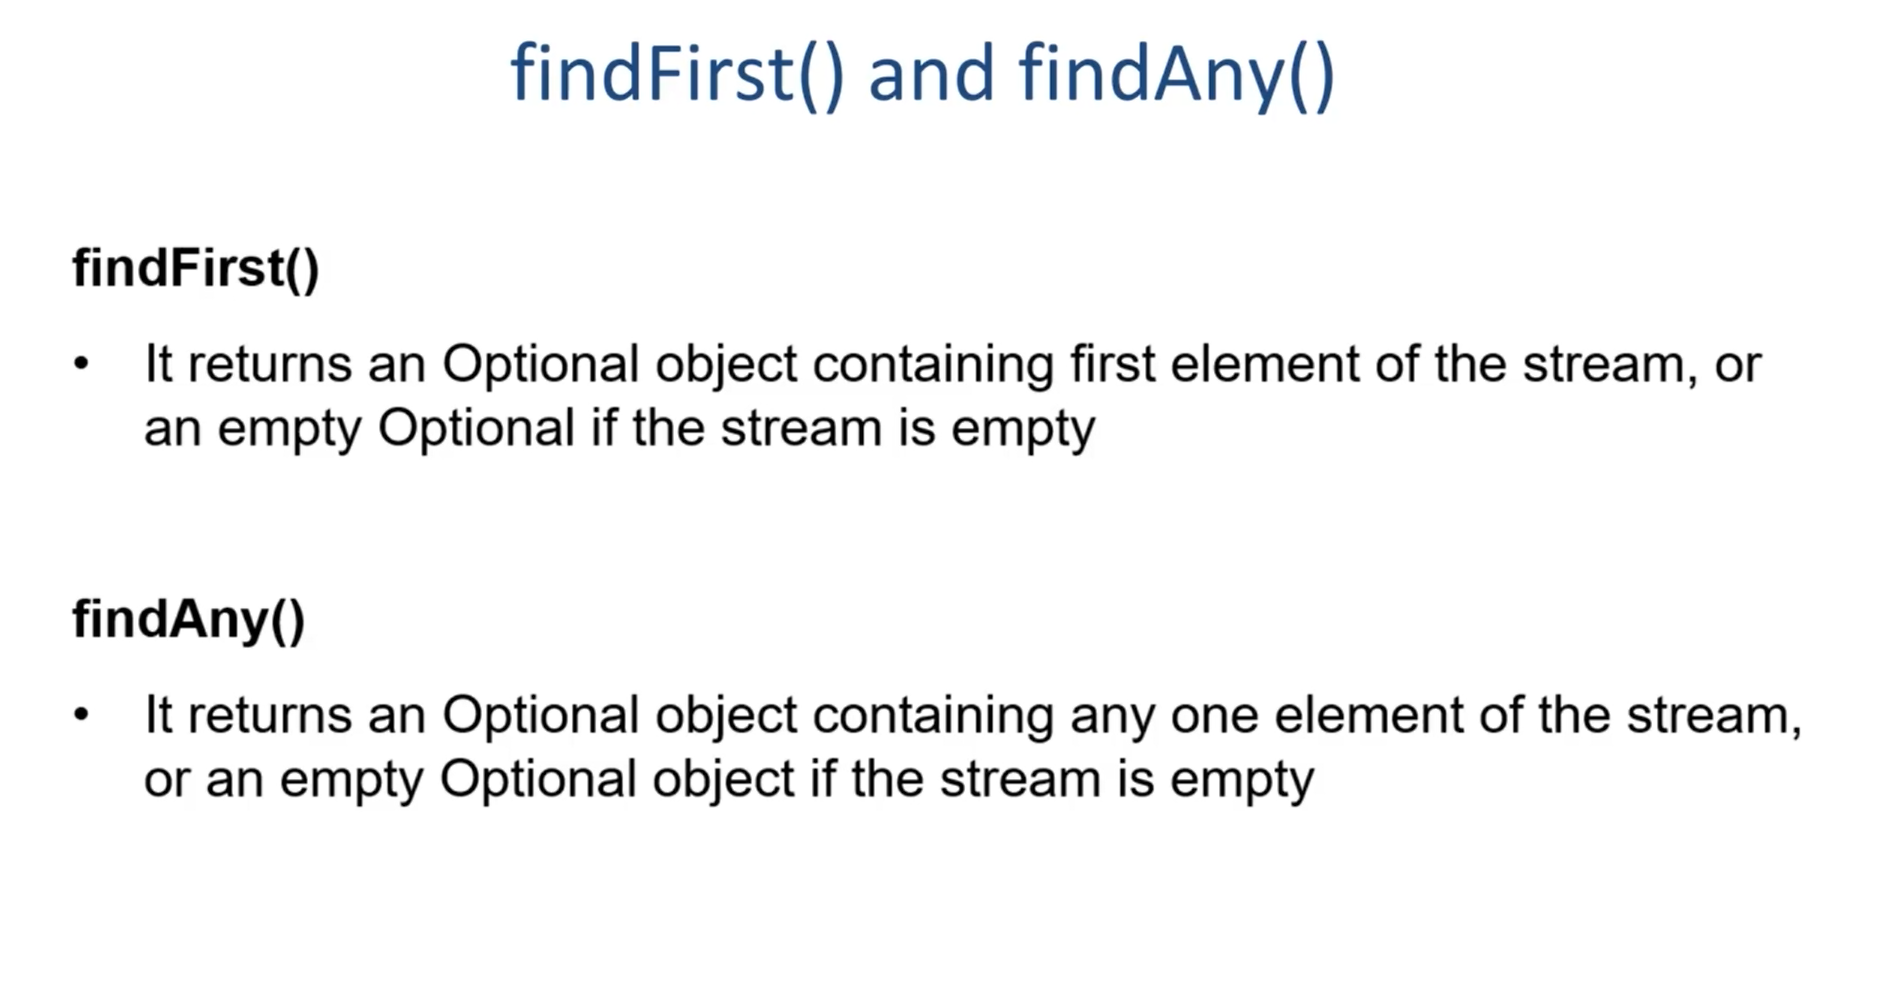 findFirst() and findAny()
findFirst()
• It returns an Optional object containing first element of the stream, or
an empty Optional if the stream is empty
findAny()
• It returns an Optional object containing any one element of the stream,
or an empty Optional object if the stream is empty